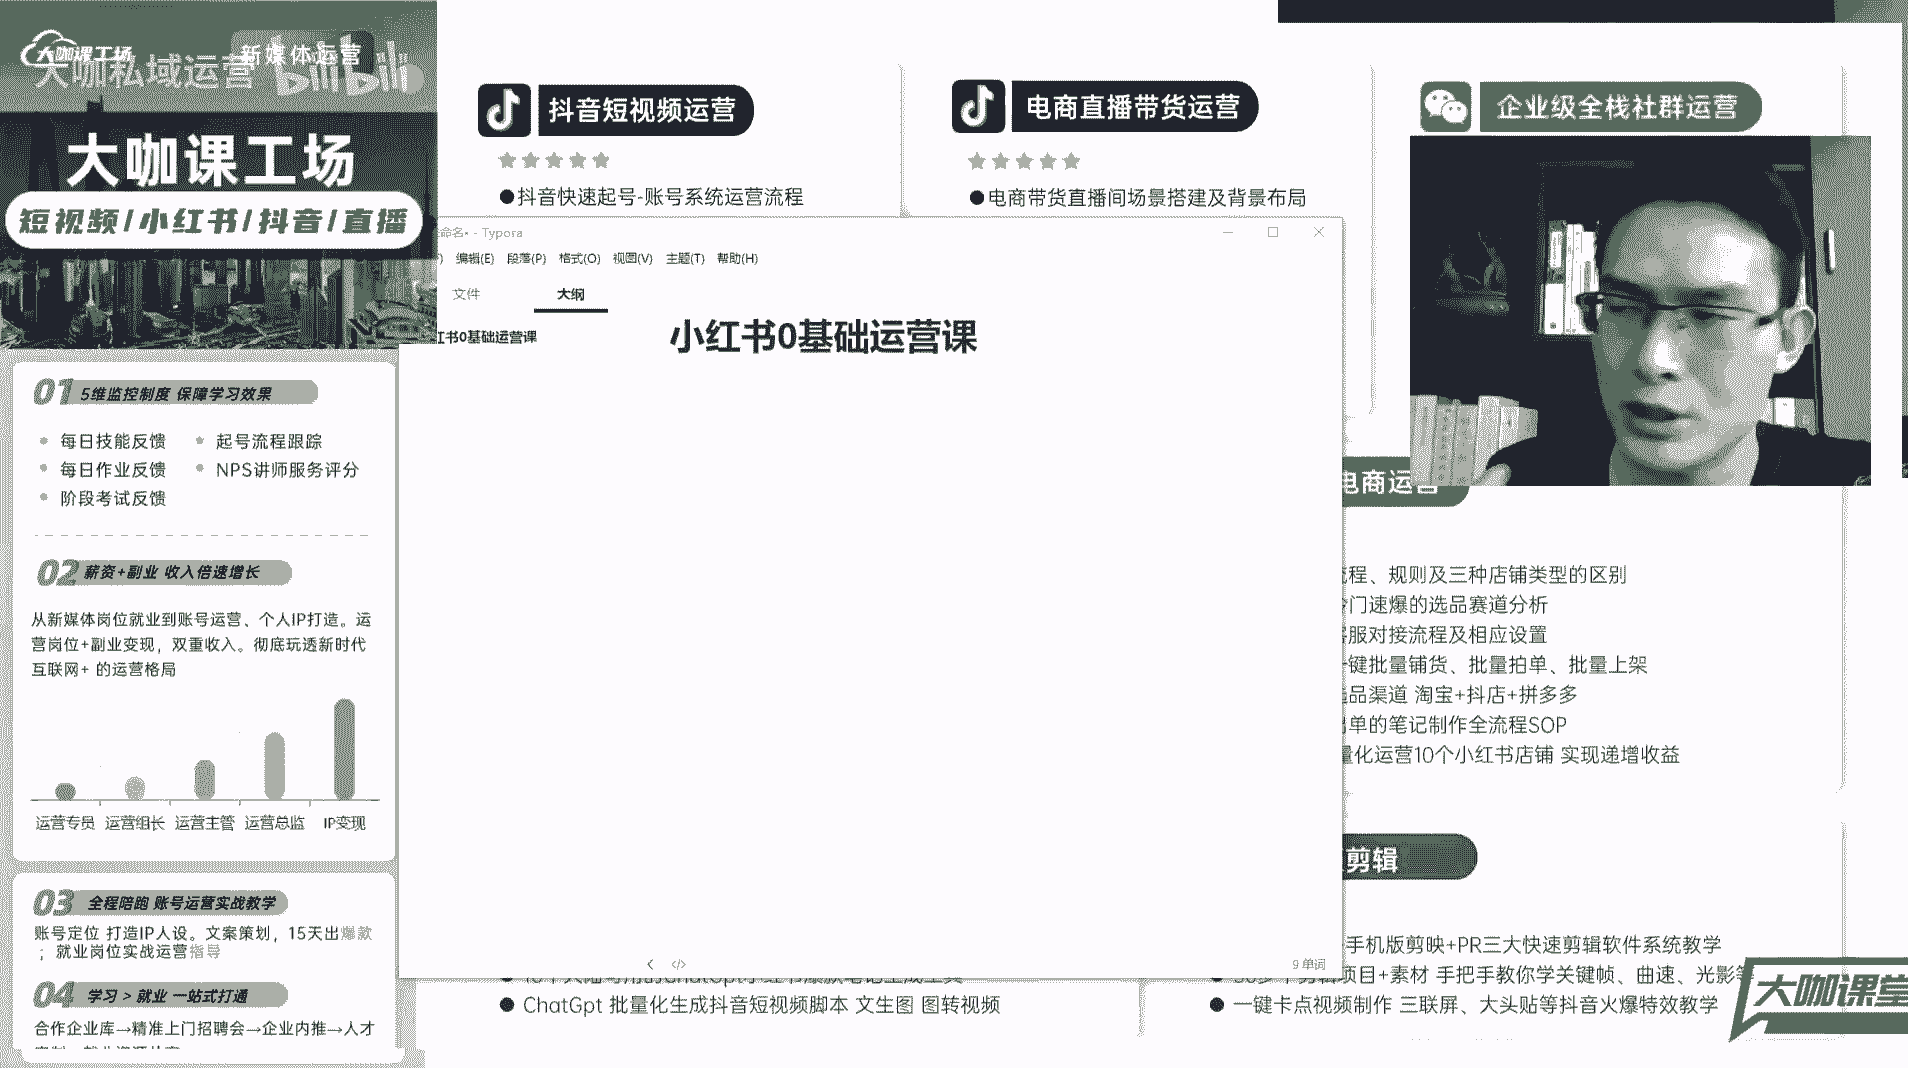 大咖课工场
新媒体运营
大咖私域运营
bilibili
大咖课工场
短视频/小红书/抖音/直播
01 5维监控制度 保障学习效果
每日技能反馈
起号流程跟踪
每日作业反馈
NPS讲师服务评分
阶段考试反馈
02 薪资+副业 收入倍速增长
从新媒体岗位就业到账号运营、个人IP打造。运
营岗位+副业变现，双重收入。彻底玩透新时代
互联网+ 的运营格局
运营专员 运营组长 运营主管 运营总监 IP变现
03 全程陪跑 账号运营实战教学
账号定位 打造IP人设。文案策划，15天出爆款
；就业岗位实战运营指导
04 学习 > 就业 一站式打通
合作企业库→精准上门招聘会→企业内推→人才
抖音短视频运营
●抖音快速起号-账号系统运营流程
电商直播带货运营
●电商带货直播间场景搭建及背景布局
企业级全栈社群运营
命名• - Typora
编辑(E) 段落(P) 格式(O) 视图(V) 主题(T) 帮助(H)
文件 大纲
红书0基础运营课
小红书0基础运营课
9 单词
电商运营
流程、规则及三种店铺类型的区别
冷门速爆的选品赛道分析
客服对接流程及相应设置
一键批量铺货、批量拍单、批量上架
选品渠道 淘宝+抖店+拼多多
出单的笔记制作全流程SOP
量化运营10个小红书店铺 实现递增收益
● ChatGpt 批量化生成抖音短视频脚本 文生图 图转视频
剪辑
手机版剪映+PR三大快速剪辑软件系统教学
项目+素材 手把手教你学关键帧、曲速、光影等
● 一键卡点视频制作 三联屏、大头贴等抖音火爆特效教学
大咖课堂